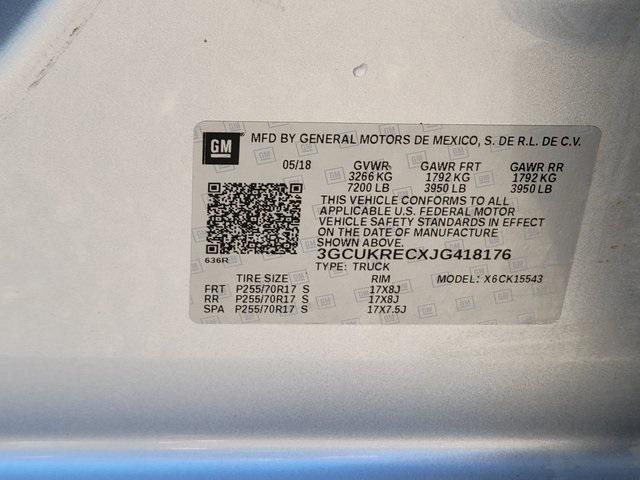 GM MFD BY GENERAL MOTORS DE MEXICO, S. DE R.L. DE C.V.
05/18 GVWR GAWR FRT GAWR RR
3266 KG 1792 KG 1792 KG
7200 LB 3950 LB 3950 LB
THIS VEHICLE CONFORMS TO ALL
APPLICABLE U.S. FEDERAL MOTOR
VEHICLE SAFETY STANDARDS IN EFFECT
ON THE DATE OF MANUFACTURE
SHOWN ABOVE.
3GCUKRECXJG418176
636R
TYPE: TRUCK
TIRE SIZE RIM MODEL: X6CK15543
FRT P255/70R17 S 17X8J
RR P255/70R17 S 17X8J
SPA P255/70R17 S 17X7.5J